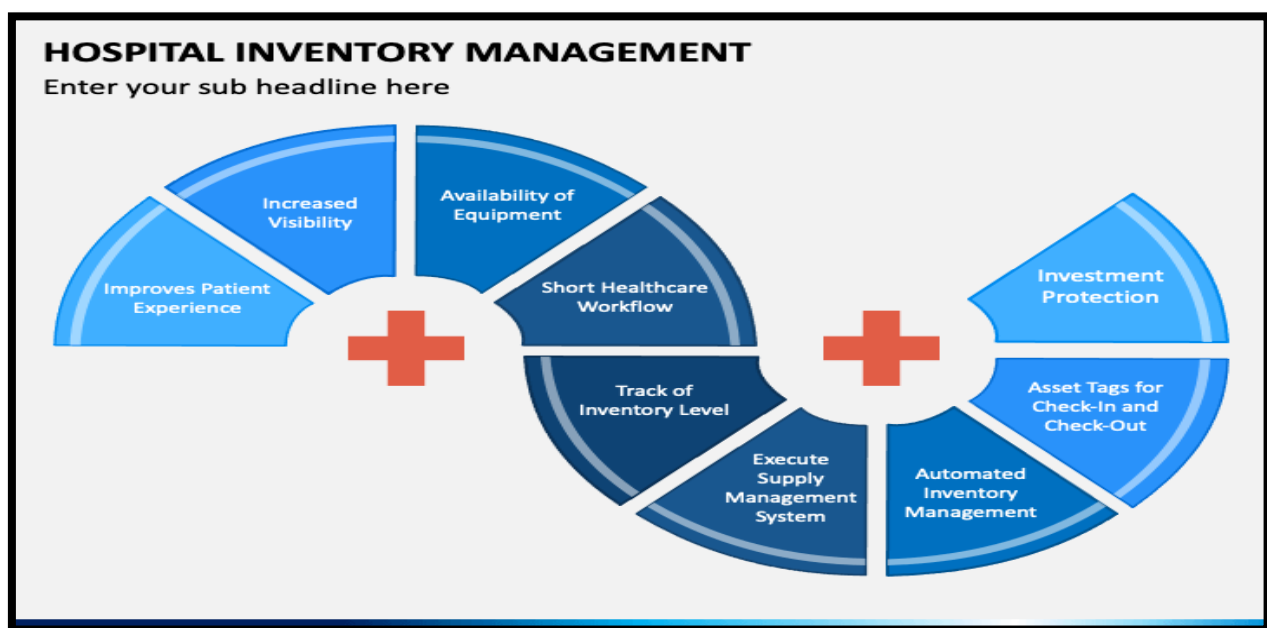 HOSPITAL INVENTORY MANAGEMENT
Enter your sub headline here
Improves Patient
Experience
Increased
Visibility
Availability of
Equipment
Short Healthcare
Workflow
Track of
Inventory Level
Execute
Supply
Management
System
Automated
Inventory
Management
Asset Tags for
Check-In and
Check-Out
Investment
Protection